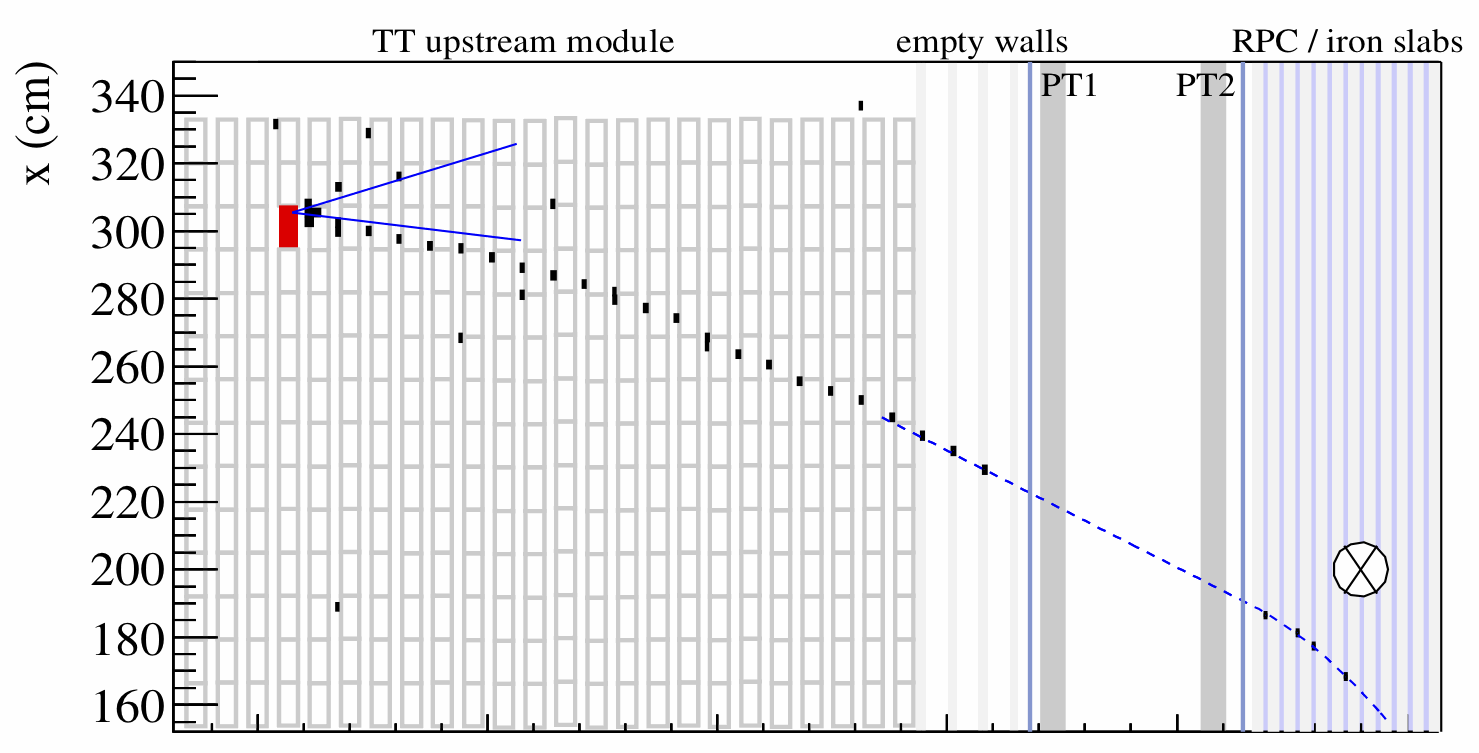 TT upstream module
empty walls
RPC / iron slabs
x (cm)
PT1
PT2
340
320
300
280
260
240
220
200
180
160